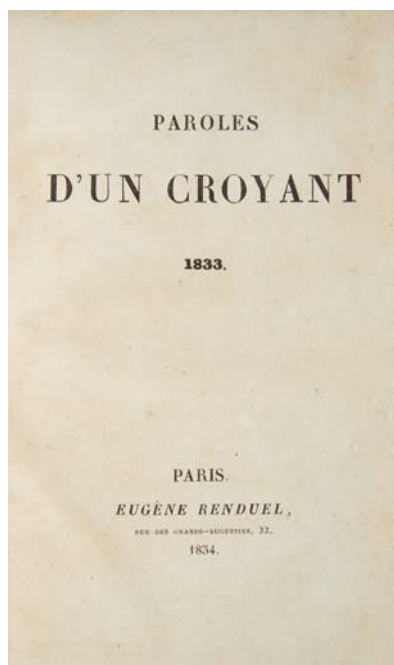 PAROLES
D'UN CROYANT
1833.
PARIS.
EUGÈNE RENDUEL,
RUE DES GRANDS-AUGUSTINS, 22.
1834.